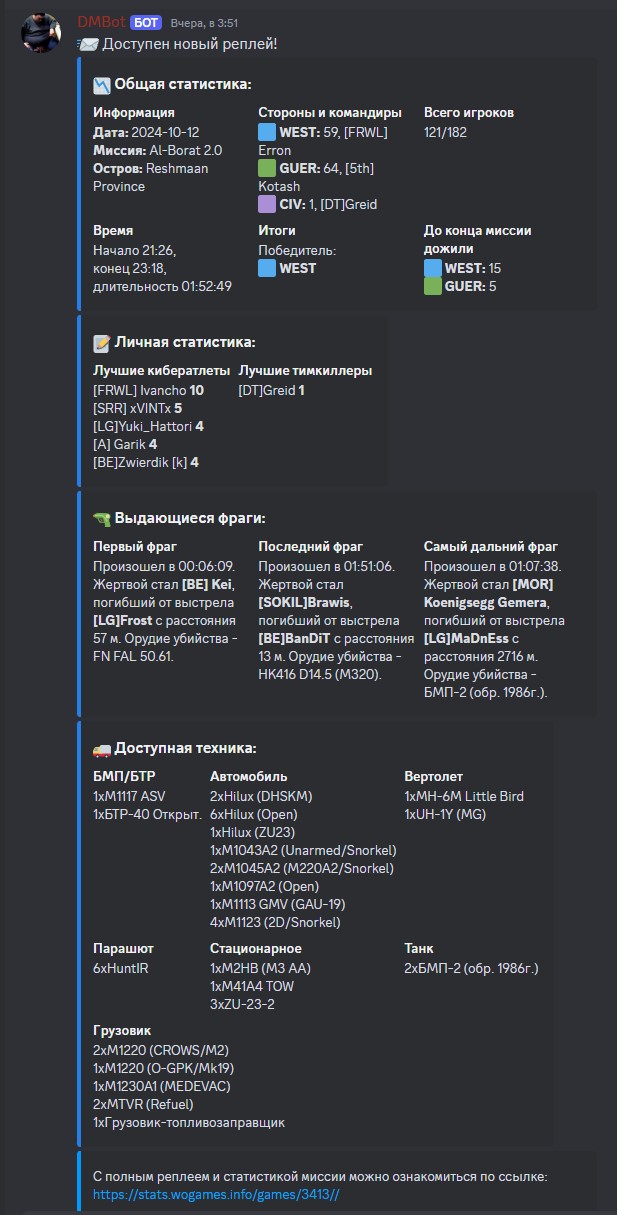 DMBot БОТ Вчера, в 3:51
Доступен новый реплей!
Общая статистика:
Информация
Дата: 2024-10-12
Миссия: Al-Borat 2.0
Остров: Reshmaan
Province
Стороны и командиры
WEST: 59, [FRWL]
Erron
GUER: 64, [5th]
Kotash
CIV: 1, [DT]Greid
Всего игроков
121/182
Время
Начало 21:26,
конец 23:18,
длительность 01:52:49
Итоги
Победитель:
WEST
До конца миссии
дожили
WEST: 15
GUER: 5
Личная статистика:
Лучшие кибератлеты
[FRWL] Ivancho 10
[SRR] xVINTx 5
[LG]Yuki_Hattori 4
[A] Garik 4
[BE]Zwierdik [k] 4
Лучшие тимкиллеры
[DT]Greid 1
Выдающиеся фраги:
Первый фраг
Произошел в 00:06:09.
Жертвой стал [BE] Kei,
погибший от выстрела
[LG]Frost с расстояния
57 м. Орудие убийства -
FN FAL 50.61.
Последний фраг
Произошел в 01:51:06.
Жертвой стал
[SOKIL]Brawis,
погибший от выстрела
[BE]BanDiT с расстояния
13 м. Орудие убийства -
HK416 D14.5 (M320).
Самый дальний фраг
Произошел в 01:07:38.
Жертвой стал [MOR]
Koenigsegg Gemera,
погибший от выстрела
[LG]MaDnEss с
расстояния 2716 м.
Орудие убийства -
БМП-2 (обр. 1986г.).
Доступная техника:
БМП/БТР
1xM1117 ASV
1xБТР-40 Открыт.
Автомобиль
2xHilux (DHSKM)
6xHilux (Open)
1xHilux (ZU23)
1xM1043A2 (Unarmed/Snorkel)
2xM1045A2 (M220A2/Snorkel)
1xM1097A2 (Open)
1xM1113 GMV (GAU-19)
4xM1123 (2D/Snorkel)
Вертолет
1xMH-6M Little Bird
1xUH-1Y (MG)
Парашют
6xHuntIR
Стационарное
1xM2HB (M3 AA)
1xM41A4 TOW
3xZU-23-2
Танк
2xБМП-2 (обр. 1986г.)
Грузовик
2xM1220 (CROWS/M2)
1xM1220 (O-GPK/Mk19)
1xM1230A1 (MEDEVAC)
2xMTVR (Refuel)
1xГрузовик-топливозаправщик
С полным реплеем и статистикой миссии можно ознакомиться по ссылке:
https://stats.wogames.info/games/3413//